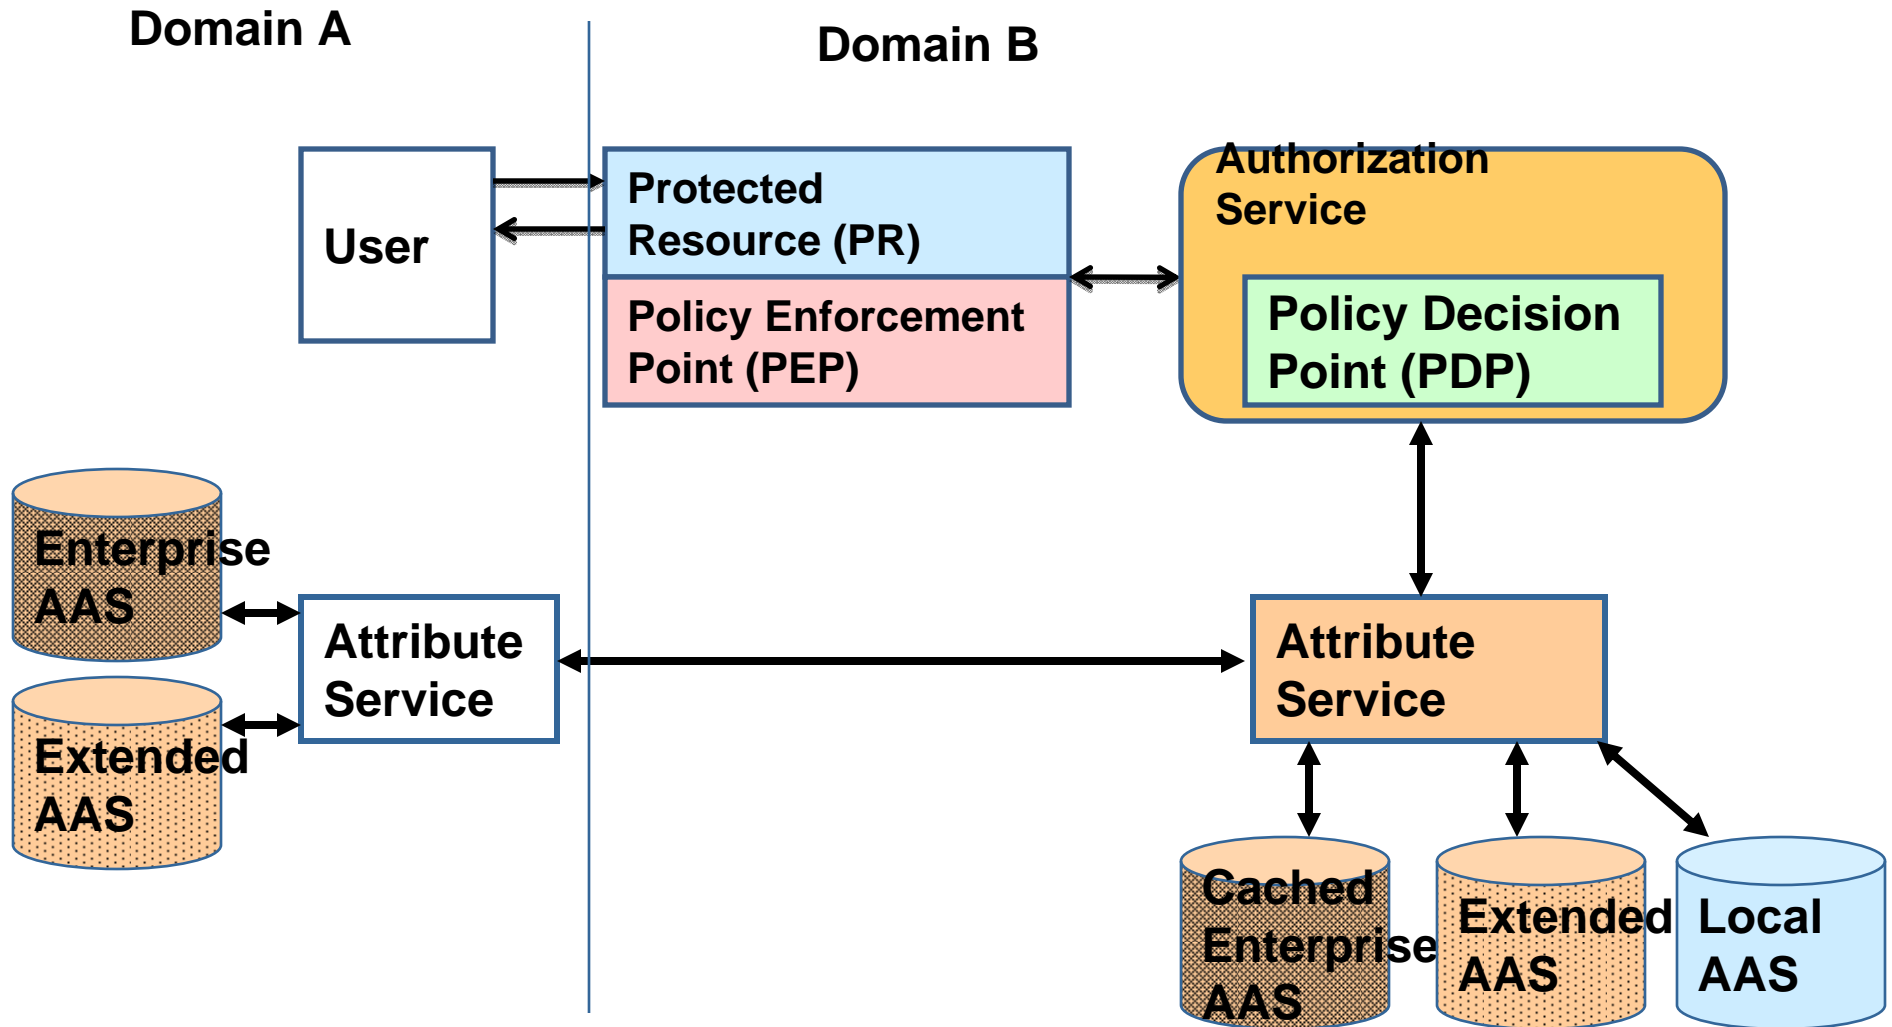 Domain A
Domain B
User
Protected
Resource (PR)
Policy Enforcement
Point (PEP)
Authorization
Service
Policy Decision
Point (PDP)
Enterprise
AAS
Extended
AAS
Attribute
Service
Attribute
Service
Cached
Enterprise
AAS
Extended
AAS
Local
AAS